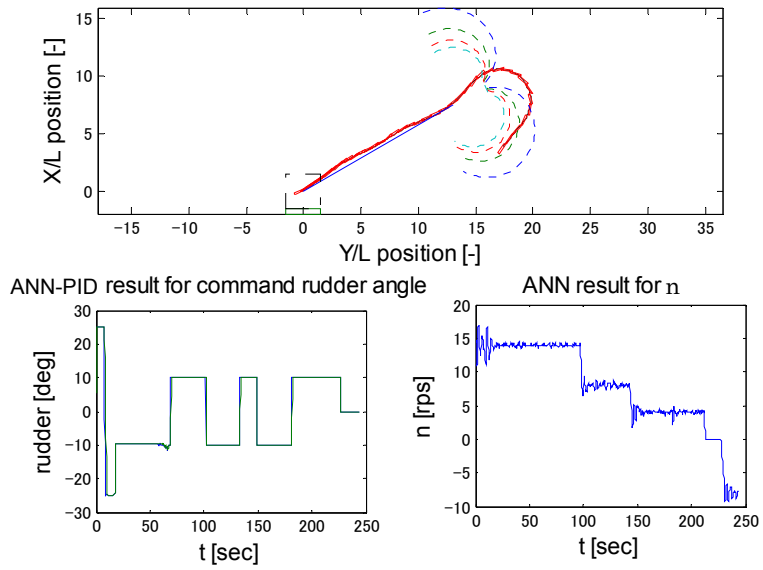 15
10
5
0
X/L position [-]
−15 −10 −5 0 5 10 15 20 25 30 35
Y/L position [-]
ANN-PID result for command rudder angle
30
20
10
0
−10
−20
−30
rudder [deg]
0 50 100 150 200 250
t [sec]
ANN result for n
20
15
10
5
0
−5
−10
n [rps]
0 50 100 150 200 250
t [sec]